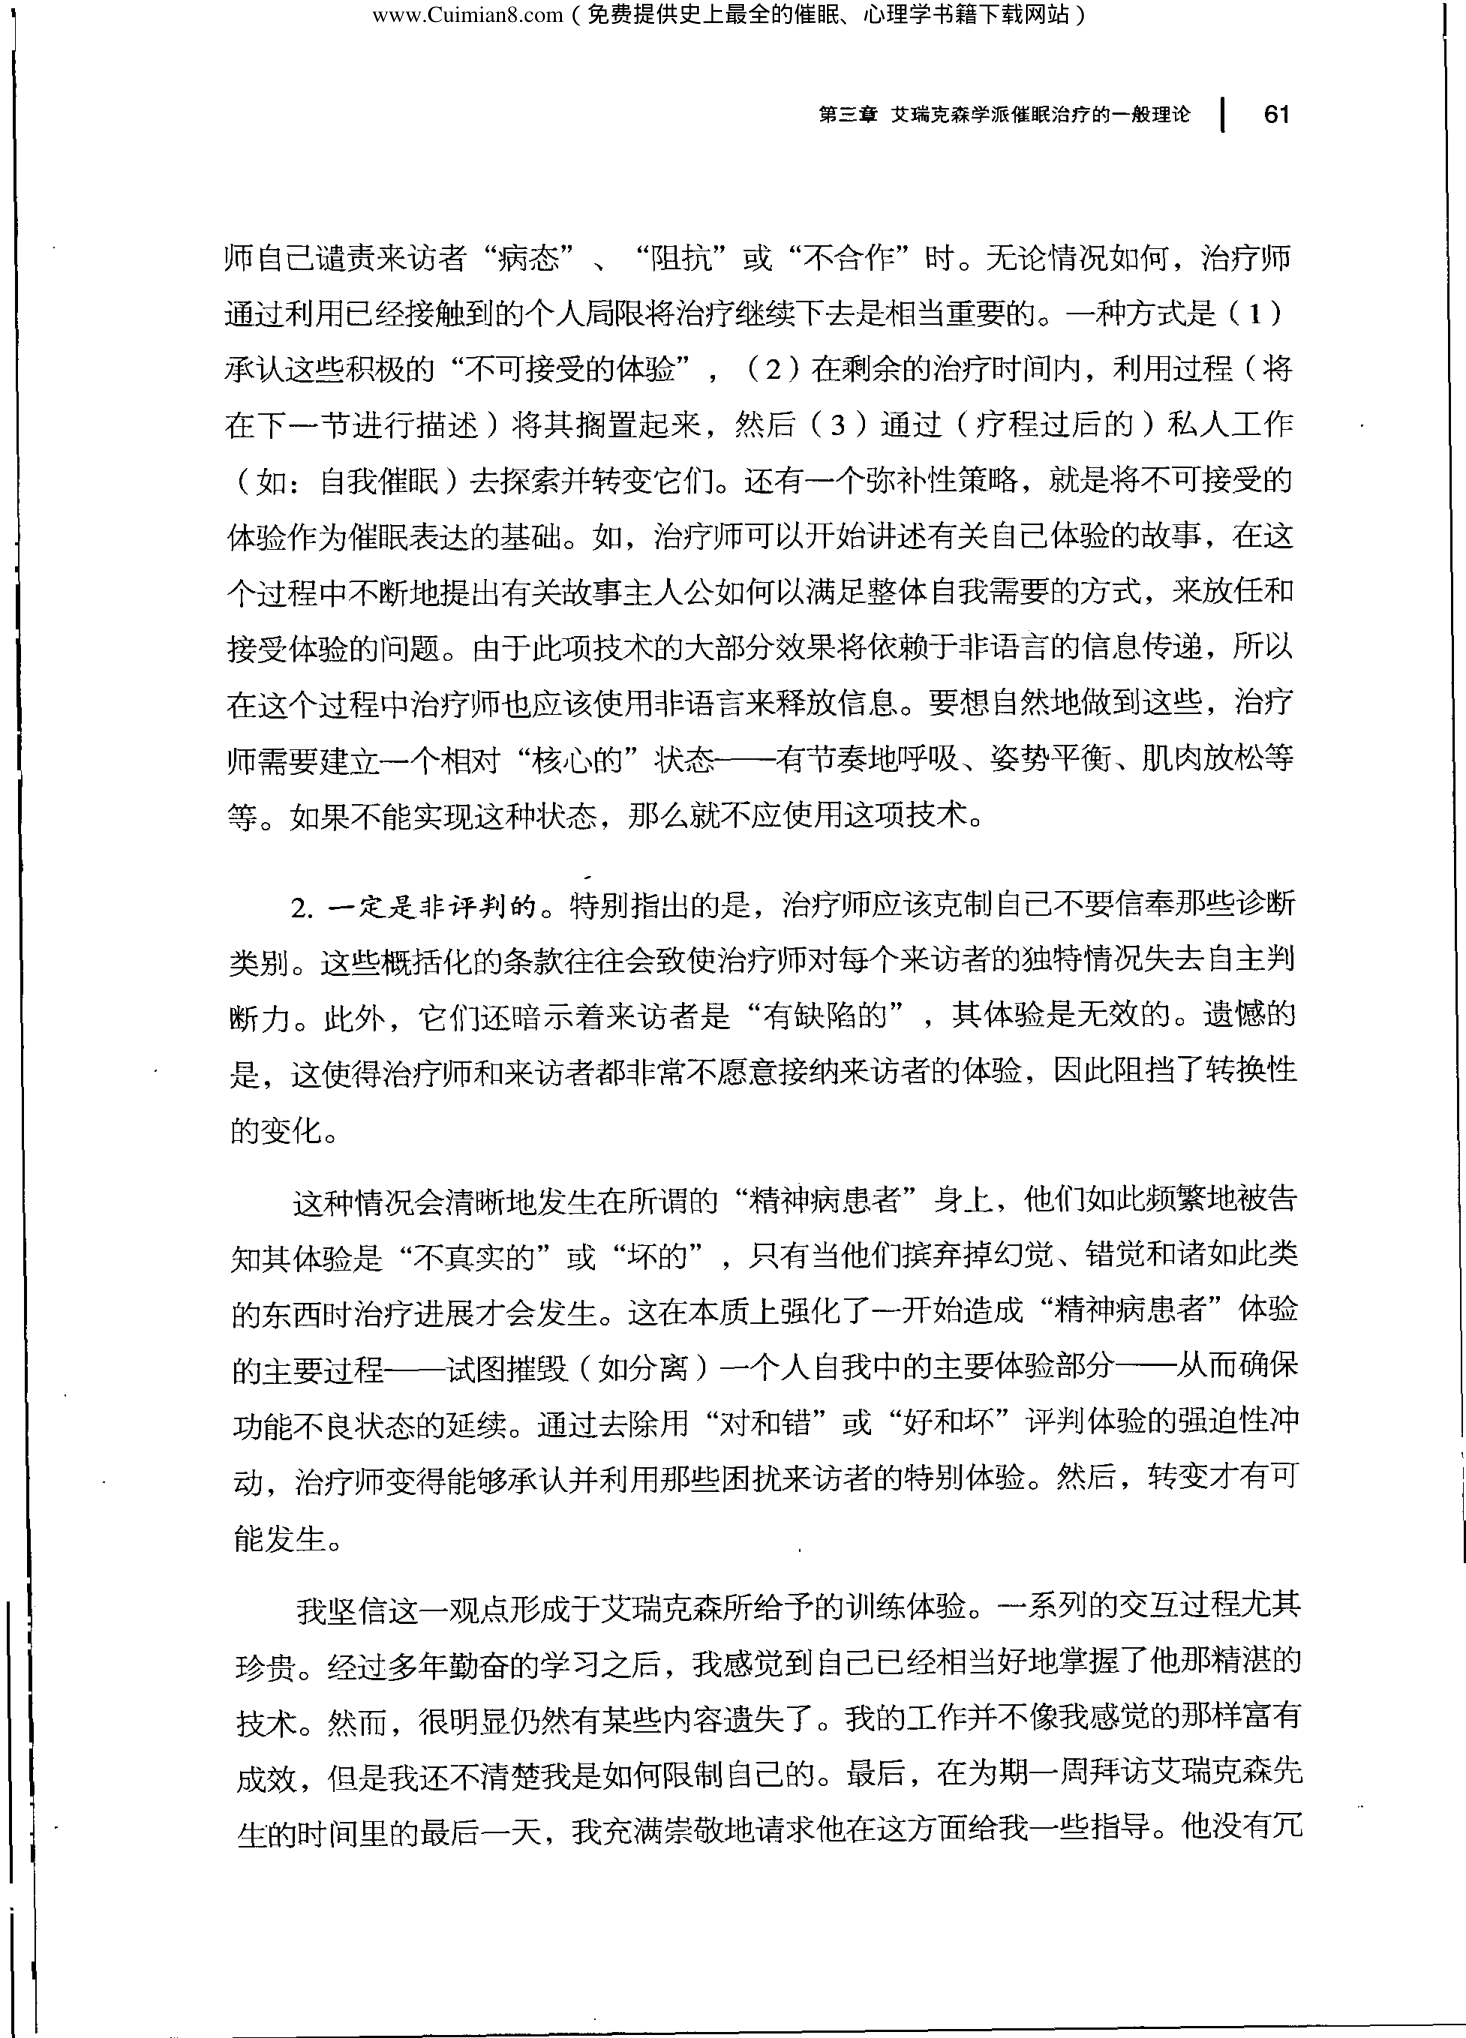 www.Cuimian8.com（免费提供史上最全的催眠、心理学书籍下载网站）
第三章 艾瑞克森学派催眠治疗的一般理论 61
师自己谴责来访者“病态”、“阻抗”或“不合作”时。无论情况如何，治疗师
通过利用已经接触到的个人局限将治疗继续下去是相当重要的。一种方式是（1）
承认这些积极的“不可接受的体验”，（2）在剩余的治疗时间内，利用过程（将
在下一节进行描述）将其搁置起来，然后（3）通过（疗程过后的）私人工作
（如：自我催眠）去探索并转变它们。还有一个弥补性策略，就是将不可接受的
体验作为催眠表达的基础。如，治疗师可以开始讲述有关自己体验的故事，在这
个过程中不断地提出有关故事主人公如何以满足整体自我需要的方式，来放任和
接受体验的问题。由于此项技术的大部分效果将依赖于非语言的信息传递，所以
在这个过程中治疗师也应该使用非语言来释放信息。要想自然地做到这些，治疗
师需要建立一个相对“核心的”状态——有节奏地呼吸、姿势平衡、肌肉放松等
等。如果不能实现这种状态，那么就不应使用这项技术。
2. 一定是非评判的。特别指出的是，治疗师应该克制自己不要信奉那些诊断
类别。这些概括化的条款往往会致使治疗师对每个来访者的独特情况失去自主判
断力。此外，它们还暗示着来访者是“有缺陷的”，其体验是无效的。遗憾的
是，这使得治疗师和来访者都非常不愿意接纳来访者的体验，因此阻挡了转换性
的变化。
这种情况会清晰地发生在所谓的“精神病患者”身上，他们如此频繁地被告
知其体验是“不真实的”或“坏的”，只有当他们摈弃掉幻觉、错觉和诸如此类
的东西时治疗进展才会发生。这在本质上强化了一开始造成“精神病患者”体验
的主要过程——试图摧毁（如分离）一个人自我中的主要体验部分——从而确保
功能不良状态的延续。通过去除用“对和错”或“好和坏”评判体验的强迫性冲
动，治疗师变得能够承认并利用那些困扰来访者的特别体验。然后，转变才有可
能发生。
我坚信这一观点形成于艾瑞克森所给予的训练体验。一系列的交互过程尤其
珍贵。经过多年勤奋的学习之后，我感觉到自己已经相当好地掌握了他那精湛的
技术。然而，很明显仍然有某些内容遗失了。我的工作并不像我感觉的那样富有
成效，但是我还不清楚我是如何限制自己的。最后，在为期一周拜访艾瑞克森先
生的时间里的最后一天，我充满崇敬地请求他在这方面给我一些指导。他没有冗